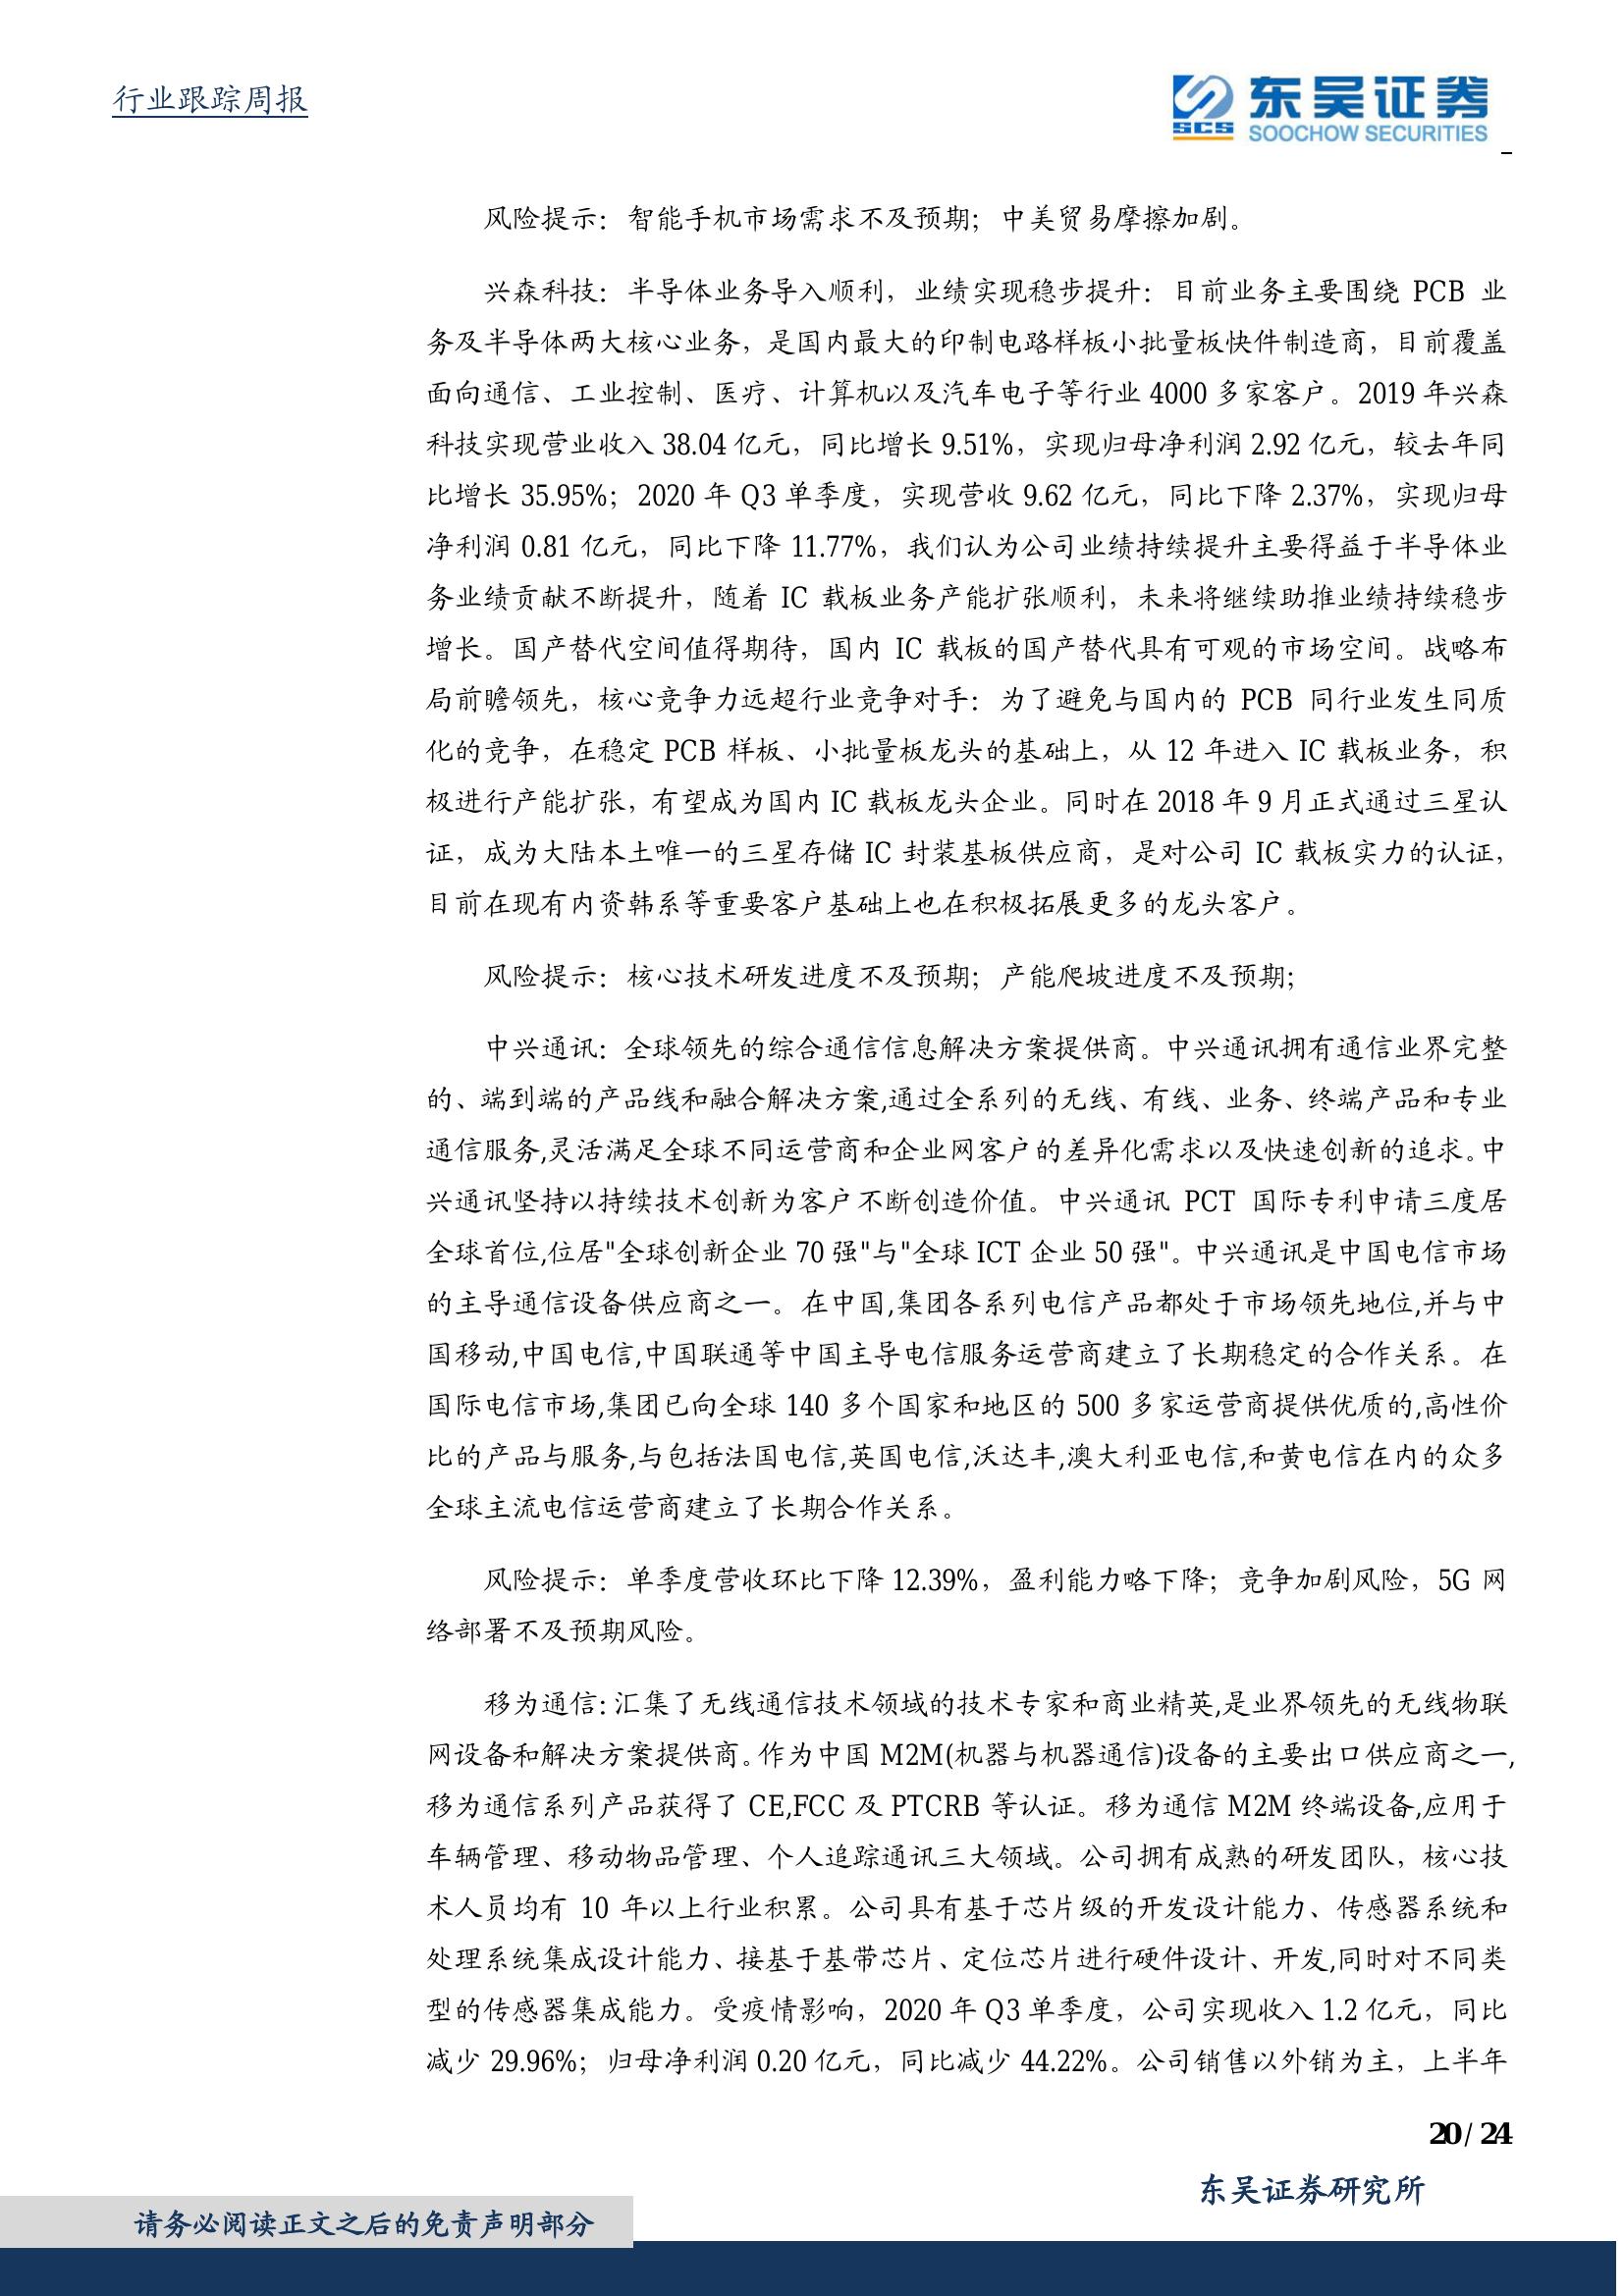 行业跟踪周报
SCS
东吴证券
SOOCHOW SECURITIES
风险提示：智能手机市场需求不及预期；中美贸易摩擦加剧。
兴森科技：半导体业务导入顺利，业绩实现稳步提升：目前业务主要围绕 PCB 业
务及半导体两大核心业务，是国内最大的印制电路样板小批量板快件制造商，目前覆盖
面向通信、工业控制、医疗、计算机以及汽车电子等行业 4000 多家客户。2019 年兴森
科技实现营业收入 38.04 亿元，同比增长 9.51%，实现归母净利润 2.92 亿元，较去年同
比增长 35.95%；2020 年 Q3 单季度，实现营收 9.62 亿元，同比下降 2.37%，实现归母
净利润 0.81 亿元，同比下降 11.77%，我们认为公司业绩持续提升主要得益于半导体业
务业绩贡献不断提升，随着 IC 载板业务产能扩张顺利，未来将继续助推业绩持续稳步
增长。国产替代空间值得期待，国内 IC 载板的国产替代具有可观的市场空间。战略布
局前瞻领先，核心竞争力远超行业竞争对手：为了避免与国内的 PCB 同行业发生同质
化的竞争，在稳定 PCB 样板、小批量板龙头的基础上，从 12 年进入 IC 载板业务，积
极进行产能扩张，有望成为国内 IC 载板龙头企业。同时在 2018 年 9 月正式通过三星认
证，成为大陆本土唯一的三星存储 IC 封装基板供应商，是对公司 IC 载板实力的认证，
目前在现有内资韩系等重要客户基础上也在积极拓展更多的龙头客户。
风险提示：核心技术研发进度不及预期；产能爬坡进度不及预期；
中兴通讯：全球领先的综合通信信息解决方案提供商。中兴通讯拥有通信业界完整
的、端到端的产品线和融合解决方案,通过全系列的无线、有线、业务、终端产品和专业
通信服务,灵活满足全球不同运营商和企业网客户的差异化需求以及快速创新的追求。中
兴通讯坚持以持续技术创新为客户不断创造价值。中兴通讯 PCT 国际专利申请三度居
全球首位,位居"全球创新企业 70 强"与"全球 ICT 企业 50 强"。中兴通讯是中国电信市场
的主导通信设备供应商之一。在中国,集团各系列电信产品都处于市场领先地位,并与中
国移动,中国电信,中国联通等中国主导电信服务运营商建立了长期稳定的合作关系。在
国际电信市场,集团已向全球 140 多个国家和地区的 500 多家运营商提供优质的,高性价
比的产品与服务,与包括法国电信,英国电信,沃达丰,澳大利亚电信,和黄电信在内的众多
全球主流电信运营商建立了长期合作关系。
风险提示：单季度营收环比下降 12.39%，盈利能力略下降；竞争加剧风险，5G 网
络部署不及预期风险。
移为通信：汇集了无线通信技术领域的技术专家和商业精英,是业界领先的无线物联
网设备和解决方案提供商。作为中国 M2M(机器与机器通信)设备的主要出口供应商之一,
移为通信系列产品获得了 CE,FCC 及 PTCRB 等认证。移为通信 M2M 终端设备,应用于
车辆管理、移动物品管理、个人追踪通讯三大领域。公司拥有成熟的研发团队，核心技
术人员均有 10 年以上行业积累。公司具有基于芯片级的开发设计能力、传感器系统和
处理系统集成设计能力、接基于基带芯片、定位芯片进行硬件设计、开发,同时对不同类
型的传感器集成能力。受疫情影响，2020 年 Q3 单季度，公司实现收入 1.2 亿元，同比
减少 29.96%；归母净利润 0.20 亿元，同比减少 44.22%。公司销售以外销为主，上半年
20 / 24
东吴证券研究所
请务必阅读正文之后的免责声明部分